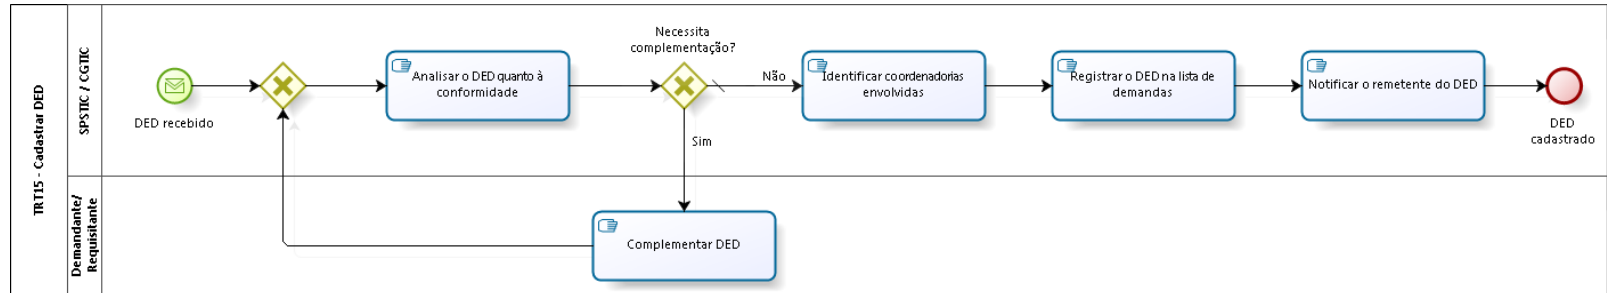 TRT15 - Cadastrar DED
SPSTIC / CGTIC
DED recebido
Analisar o DED quanto à
conformidade
Necessita
complementação?
Não
Sim
Identificar coordenadorias
envolvidas
Registrar o DED na lista de
demandas
Notificar o remetente do DED
DED
cadastrado
Demandante/
Requisitante
Complementar DED